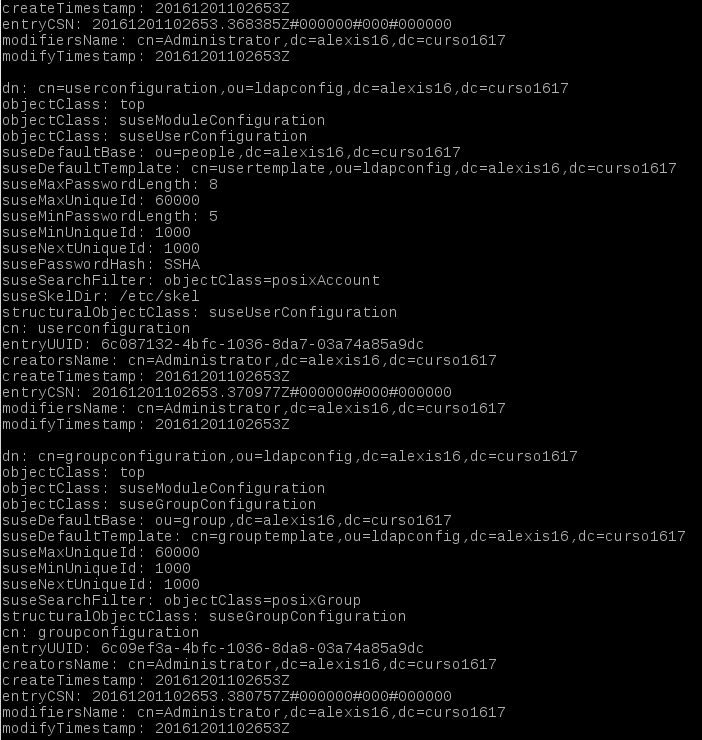 createTimestamp: 20161201102653Z
entryCSN: 20161201102653.368385Z#000000#000#000000
modifiersName: cn=Administrator,dc=alexis16,dc=curso1617
modifyTimestamp: 20161201102653Z

dn: cn=userconfiguration,ou=ldapconfig,dc=alexis16,dc=curso1617
objectClass: top
objectClass: suseModuleConfiguration
objectClass: suseUserConfiguration
suseDefaultBase: ou=people,dc=alexis16,dc=curso1617
suseDefaultTemplate: cn=usertemplate,ou=ldapconfig,dc=alexis16,dc=curso1617
suseMaxPasswordLength: 8
suseMaxUniqueId: 60000
suseMinPasswordLength: 5
suseMinUniqueId: 1000
suseNextUniqueId: 1000
susePasswordHash: SSHA
suseSearchFilter: objectClass=posixAccount
suseSkelDir: /etc/skel
structuralObjectClass: suseUserConfiguration
cn: userconfiguration
entryUUID: 6c087132-4bfc-1036-8da7-03a74a85a9dc
creatorsName: cn=Administrator,dc=alexis16,dc=curso1617
createTimestamp: 20161201102653Z
entryCSN: 20161201102653.370977Z#000000#000#000000
modifiersName: cn=Administrator,dc=alexis16,dc=curso1617
modifyTimestamp: 20161201102653Z

dn: cn=groupconfiguration,ou=ldapconfig,dc=alexis16,dc=curso1617
objectClass: top
objectClass: suseModuleConfiguration
objectClass: suseGroupConfiguration
suseDefaultBase: ou=group,dc=alexis16,dc=curso1617
suseDefaultTemplate: cn=grouptemplate,ou=ldapconfig,dc=alexis16,dc=curso1617
suseMaxUniqueId: 60000
suseMinUniqueId: 1000
suseNextUniqueId: 1000
suseSearchFilter: objectClass=posixGroup
structuralObjectClass: suseGroupConfiguration
cn: groupconfiguration
entryUUID: 6c09ef3a-4bfc-1036-8da8-03a74a85a9dc
creatorsName: cn=Administrator,dc=alexis16,dc=curso1617
createTimestamp: 20161201102653Z
entryCSN: 20161201102653.380757Z#000000#000#000000
modifiersName: cn=Administrator,dc=alexis16,dc=curso1617
modifyTimestamp: 20161201102653Z